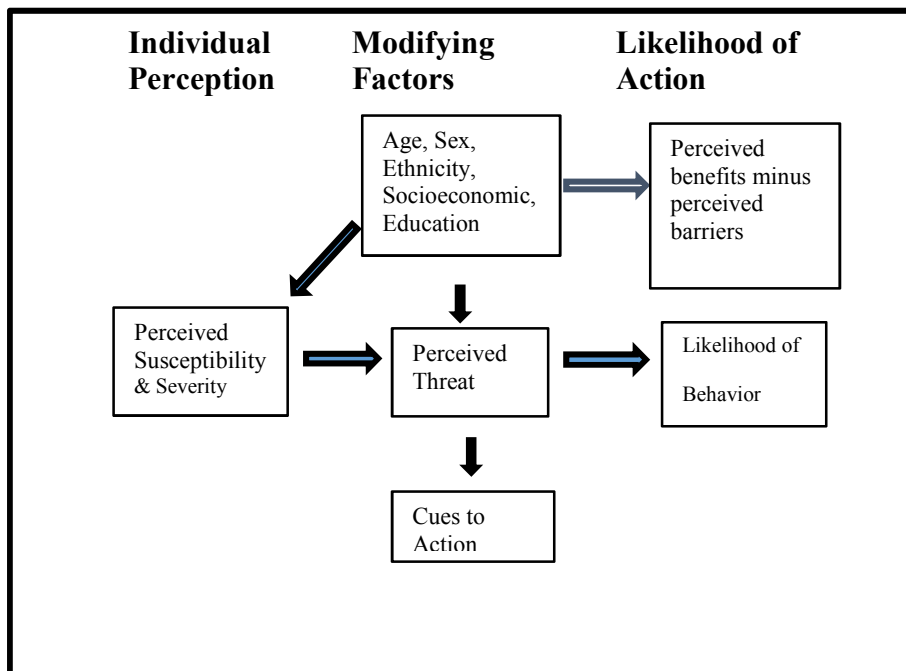 Individual
Perception
Modifying
Factors
Likelihood of
Action
Age, Sex,
Ethnicity,
Socioeconomic,
Education
Perceived
benefits minus
perceived
barriers
Perceived
Susceptibility
& Severity
Perceived
Threat
Likelihood of
Behavior
Cues to
Action